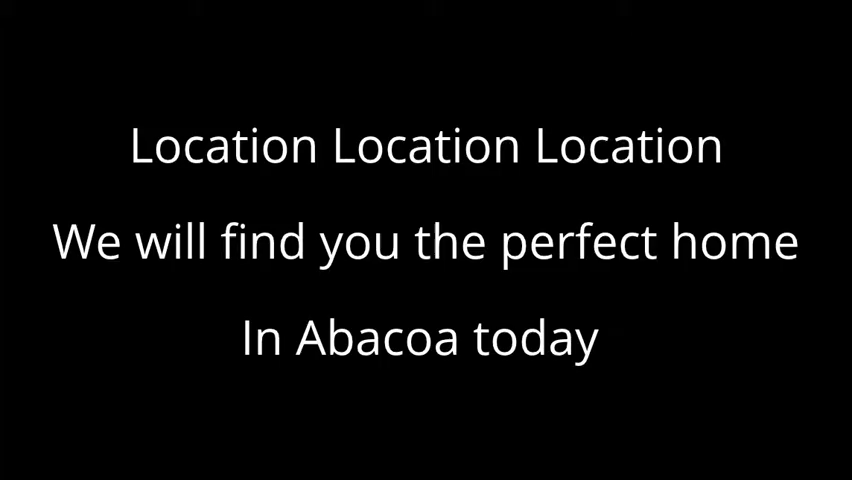 Location Location Location
We will find you the perfect home
In Abacoa today